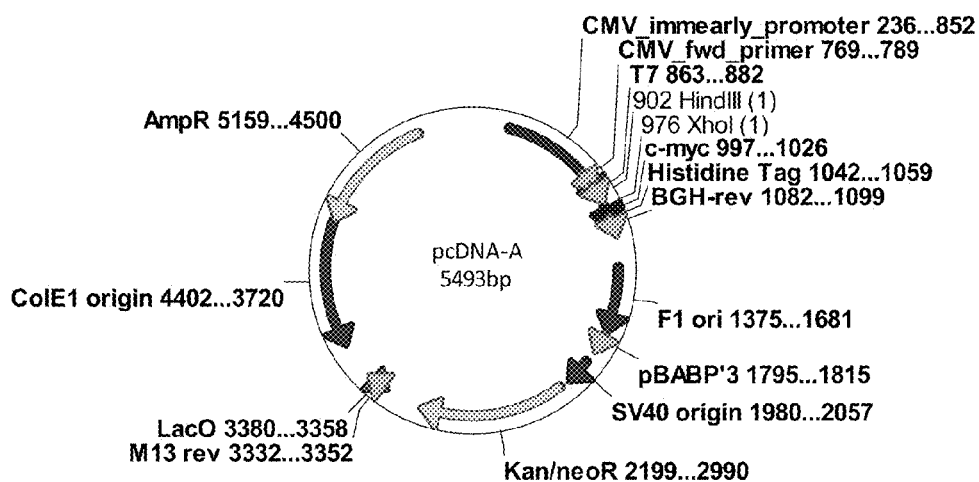 CMV_immearly_promoter 236...852
CMV_fwd_primer 769...789
T7 863...882
902 HindIII (1)
976 XhoI (1)
c-myc 997...1026
Histidine Tag 1042...1059
BGH-rev 1082...1099
AmpR 5159...4500
pcDNA-A
5493bp
ColE1 origin 4402...3720
F1 ori 1375...1681
pBABP'3 1795...1815
SV40 origin 1980...2057
LacO 3380...3358
M13 rev 3332...3352
Kan/neoR 2199...2990